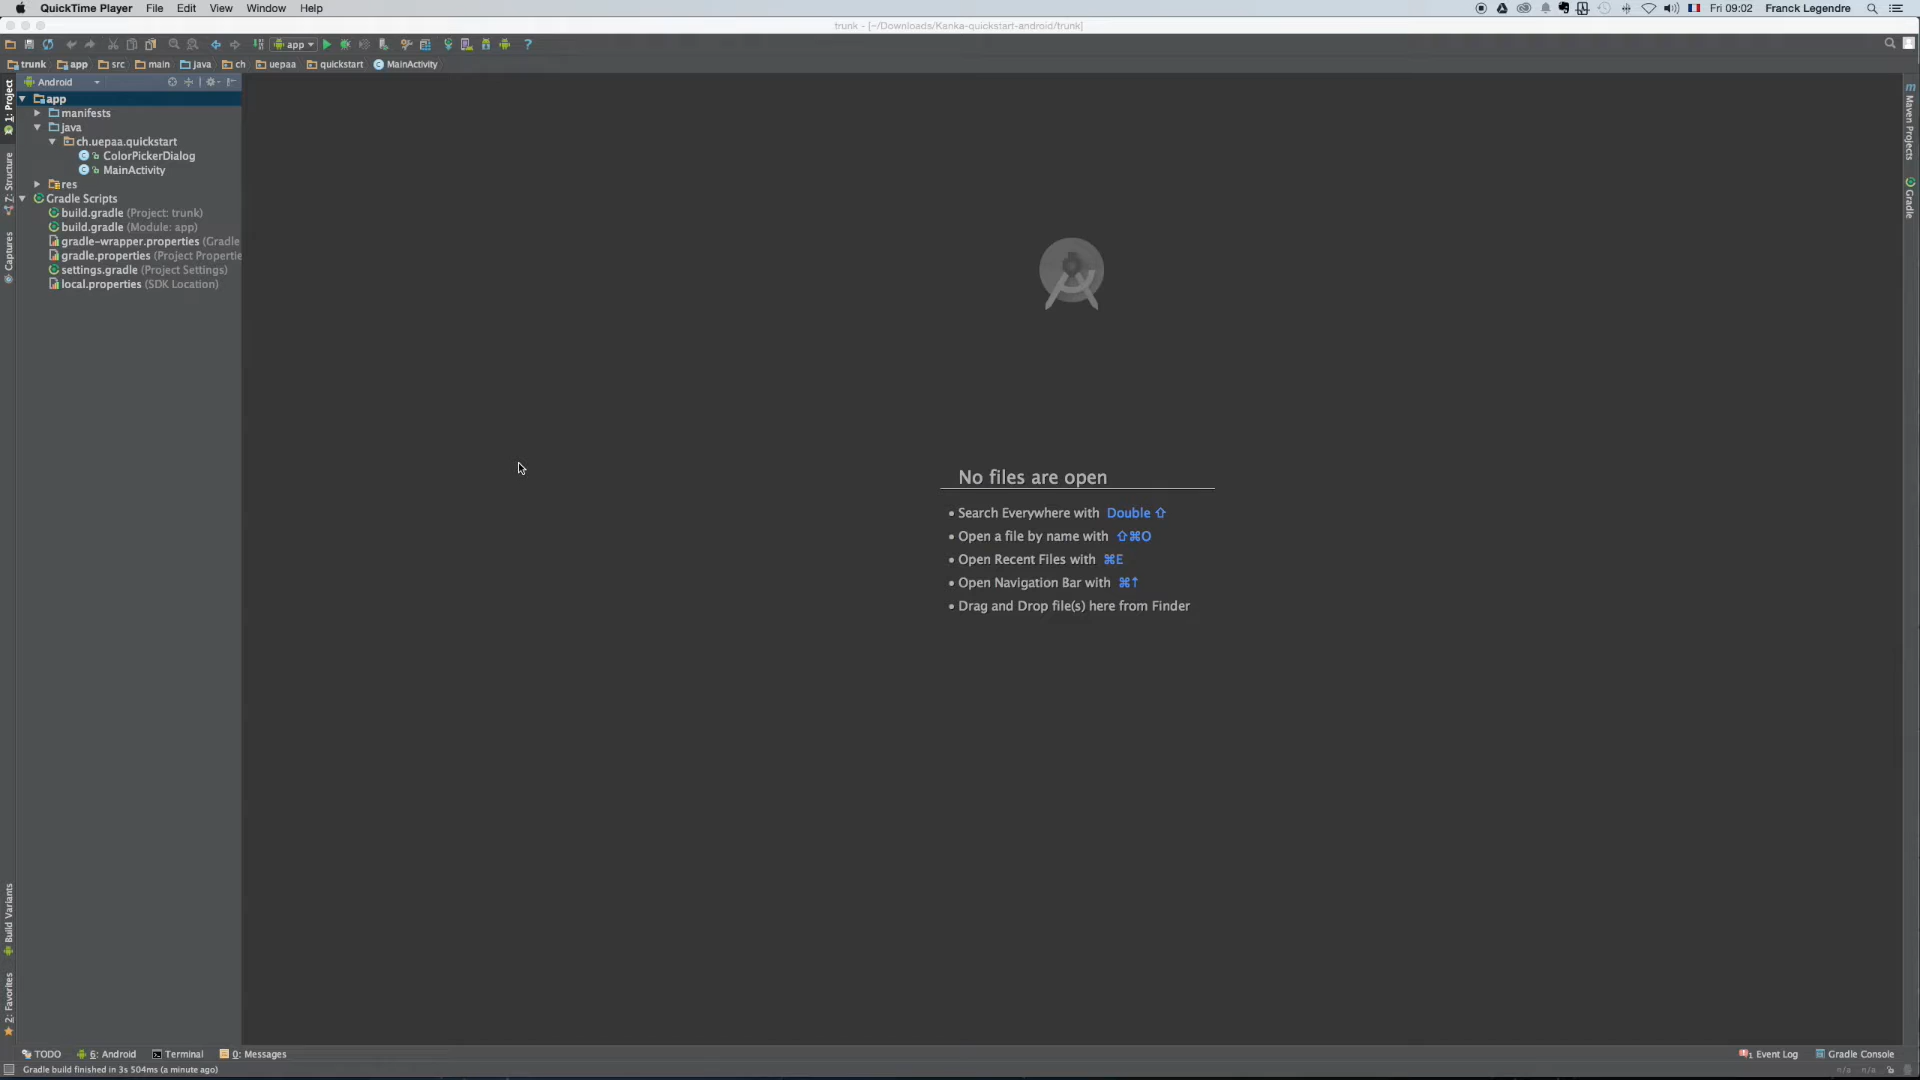 QuickTime Player File Edit View Window Help Fri 09:02 Franck Legendre
trunk - [~/Downloads/Kanka-quickstart-android/trunk]
app
trunk app src main java ch uepaa quickstart MainActivity
Android
1: Project
app
manifests
java
ch.uepaa.quickstart
ColorPickerDialog
MainActivity
res
Gradle Scripts
build.gradle (Project: trunk)
build.gradle (Module: app)
gradle-wrapper.properties (Gradle
gradle.properties (Project Propertie
settings.gradle (Project Settings)
local.properties (SDK Location)
7: Structure
Captures
Build Variants
2: Favorites
Maven Projects
Gradle
No files are open
• Search Everywhere with Double ⇧
• Open a file by name with ⇧⌘O
• Open Recent Files with ⌘E
• Open Navigation Bar with ⌘↑
• Drag and Drop file(s) here from Finder
TODO 6: Android Terminal 0: Messages 1 Event Log Gradle Console
Gradle build finished in 3s 504ms (a minute ago) n/a n/a